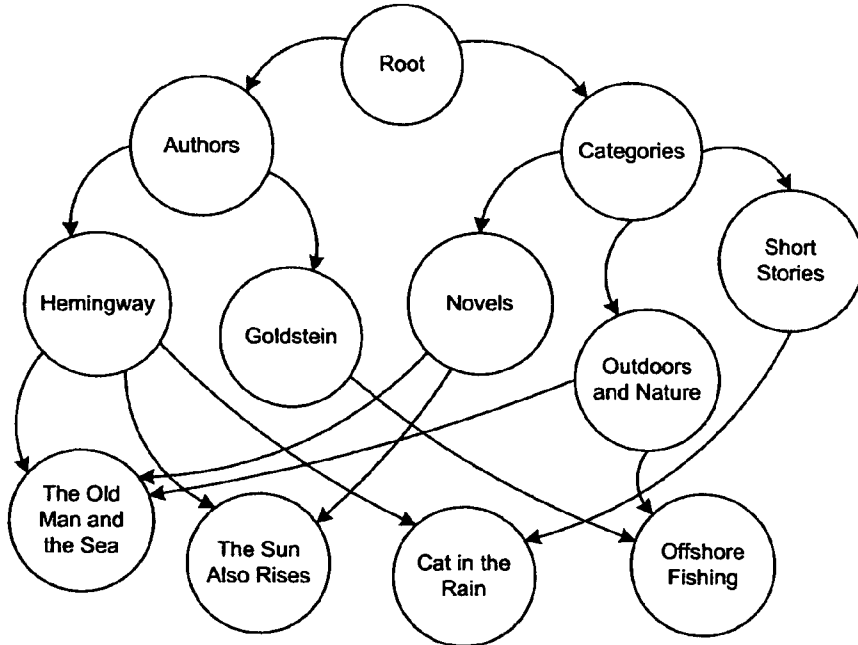 Root
Authors
Categories
Short
Stories
Hemingway
Goldstein
Novels
Outdoors
and Nature
The Old
Man and
the Sea
The Sun
Also Rises
Cat in the
Rain
Offshore
Fishing